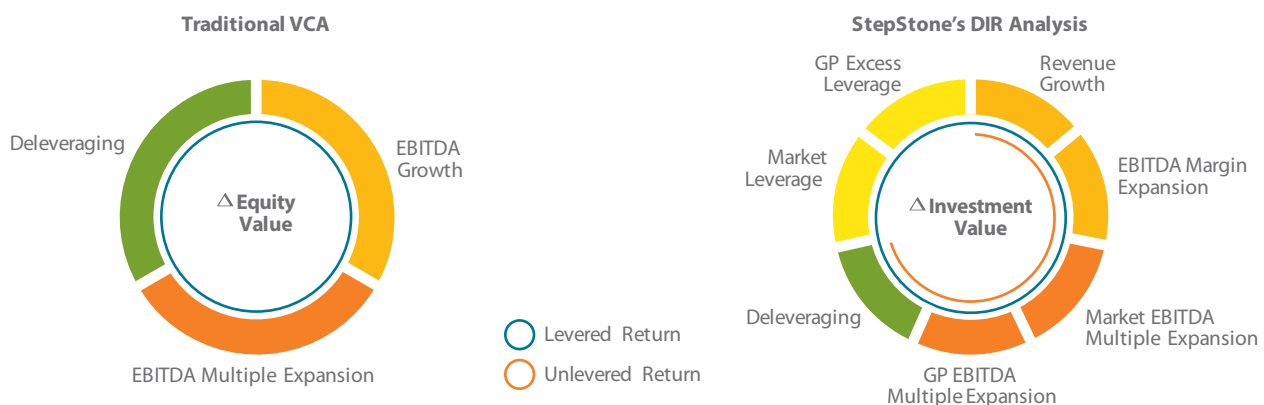 Traditional VCA
Deleveraging
EBITDA
Growth
Δ Equity
Value
EBITDA Multiple Expansion
Levered Return
Unlevered Return
StepStone's DIR Analysis
GP Excess
Leverage
Revenue
Growth
Market
Leverage
EBITDA Margin
Expansion
Δ Investment
Value
Deleveraging
Market EBITDA
Multiple Expansion
GP EBITDA
Multiple Expansion